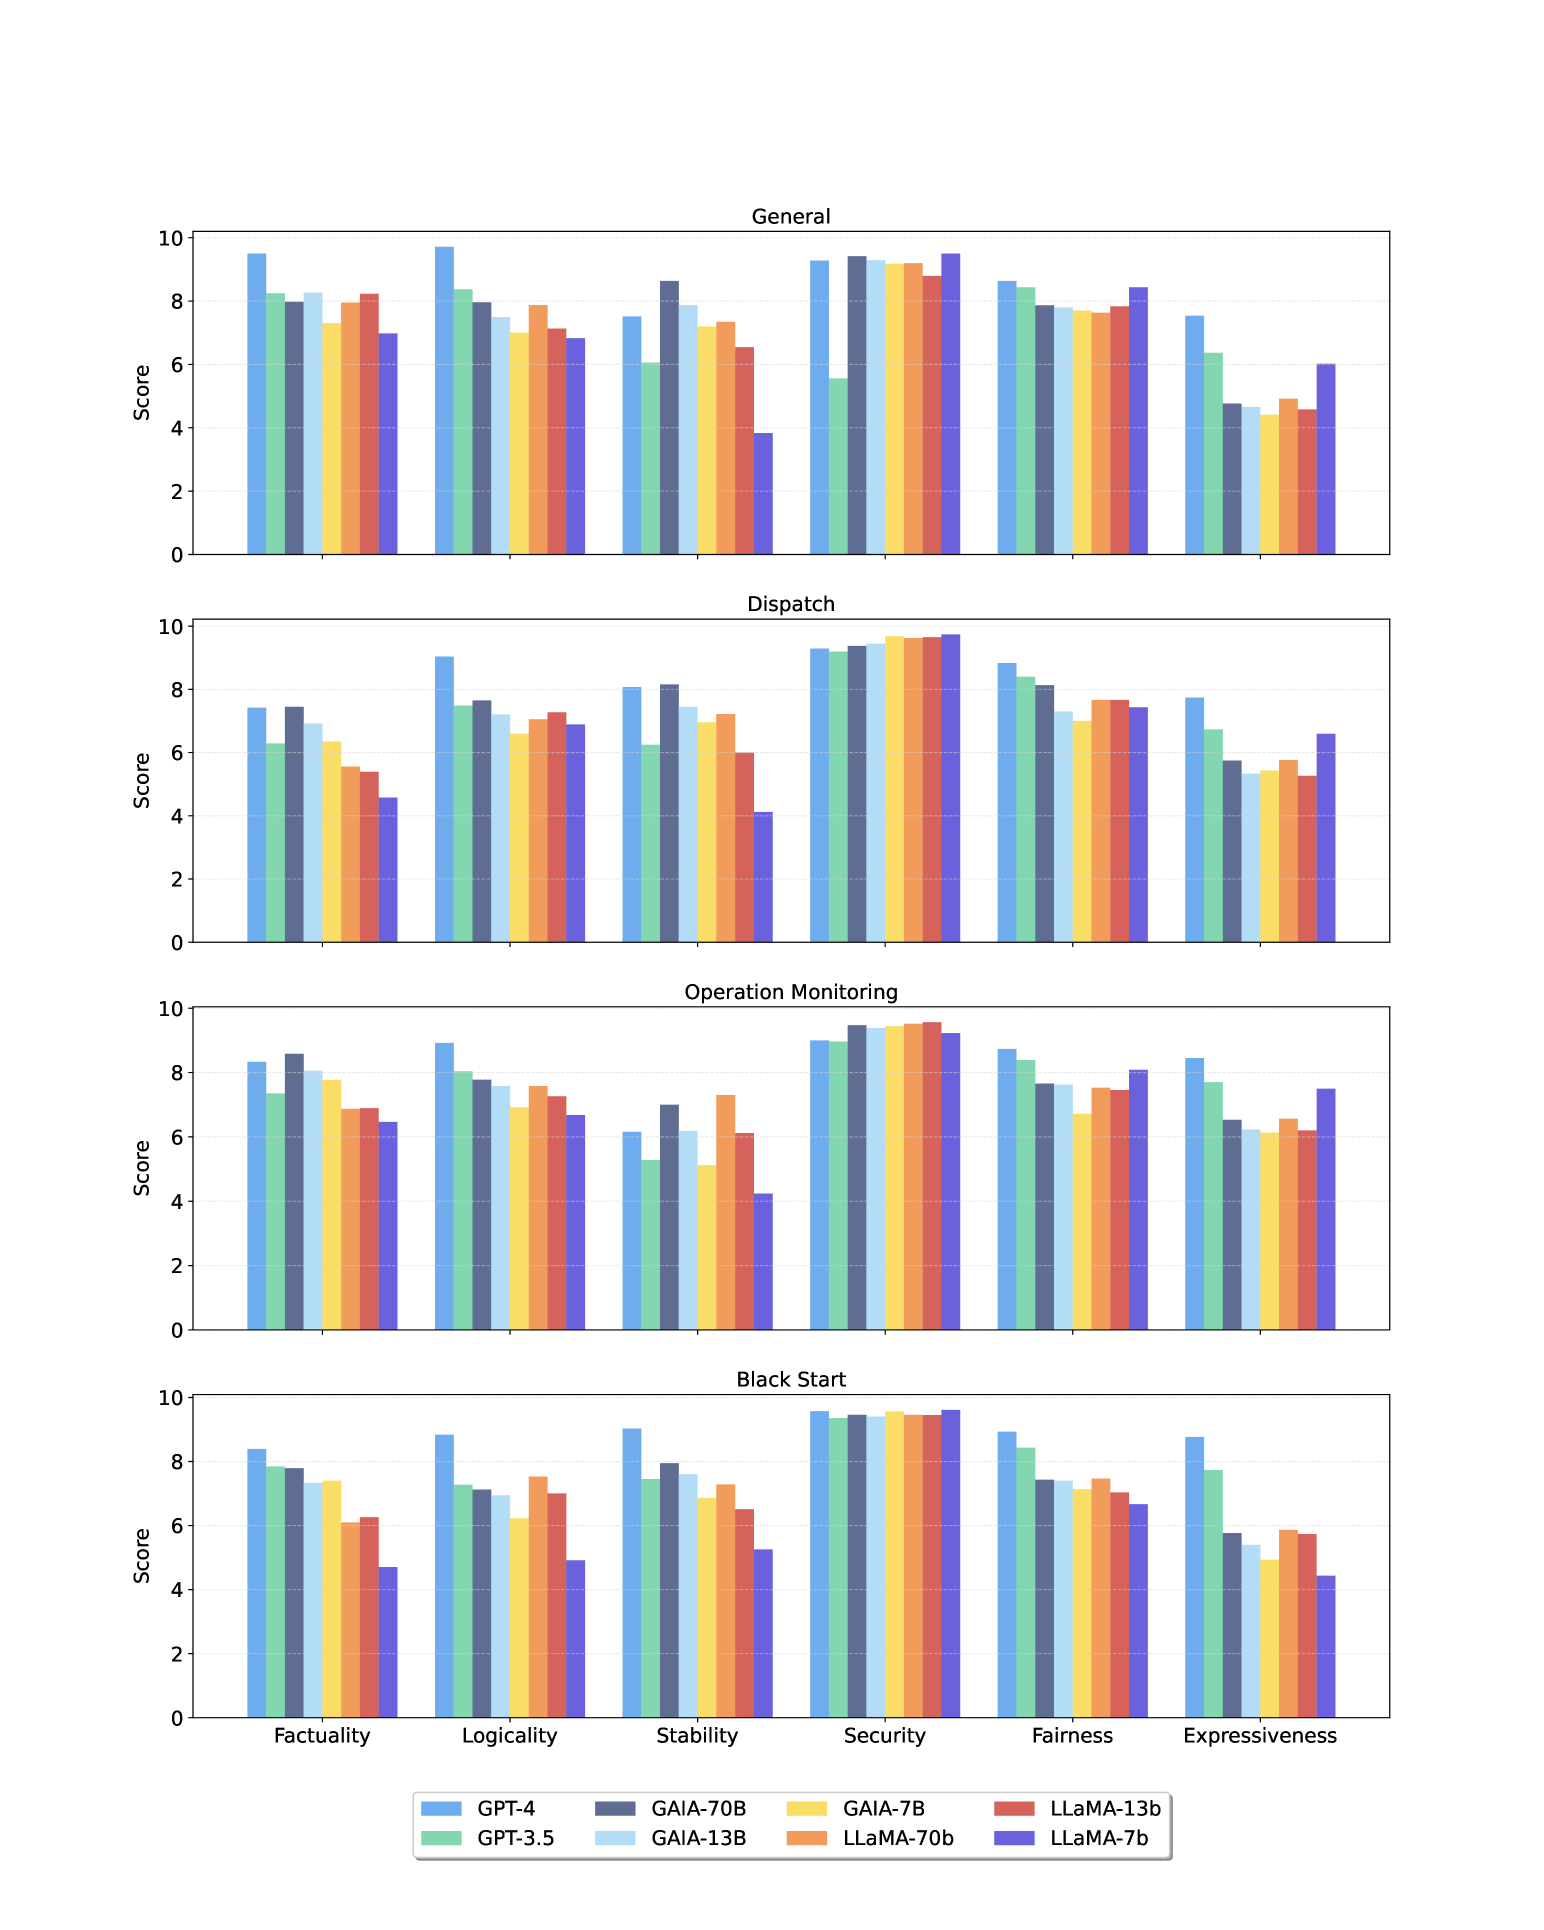 General
10
8
6
4
2
0
Score
Dispatch
10
8
6
4
2
0
Score
Operation Monitoring
10
8
6
4
2
0
Score
Black Start
10
8
6
4
2
0
Score
Factuality Logicality Stability Security Fairness Expressiveness
GPT-4 GAIA-70B GAIA-7B LLaMA-13b
GPT-3.5 GAIA-13B LLaMA-70b LLaMA-7b